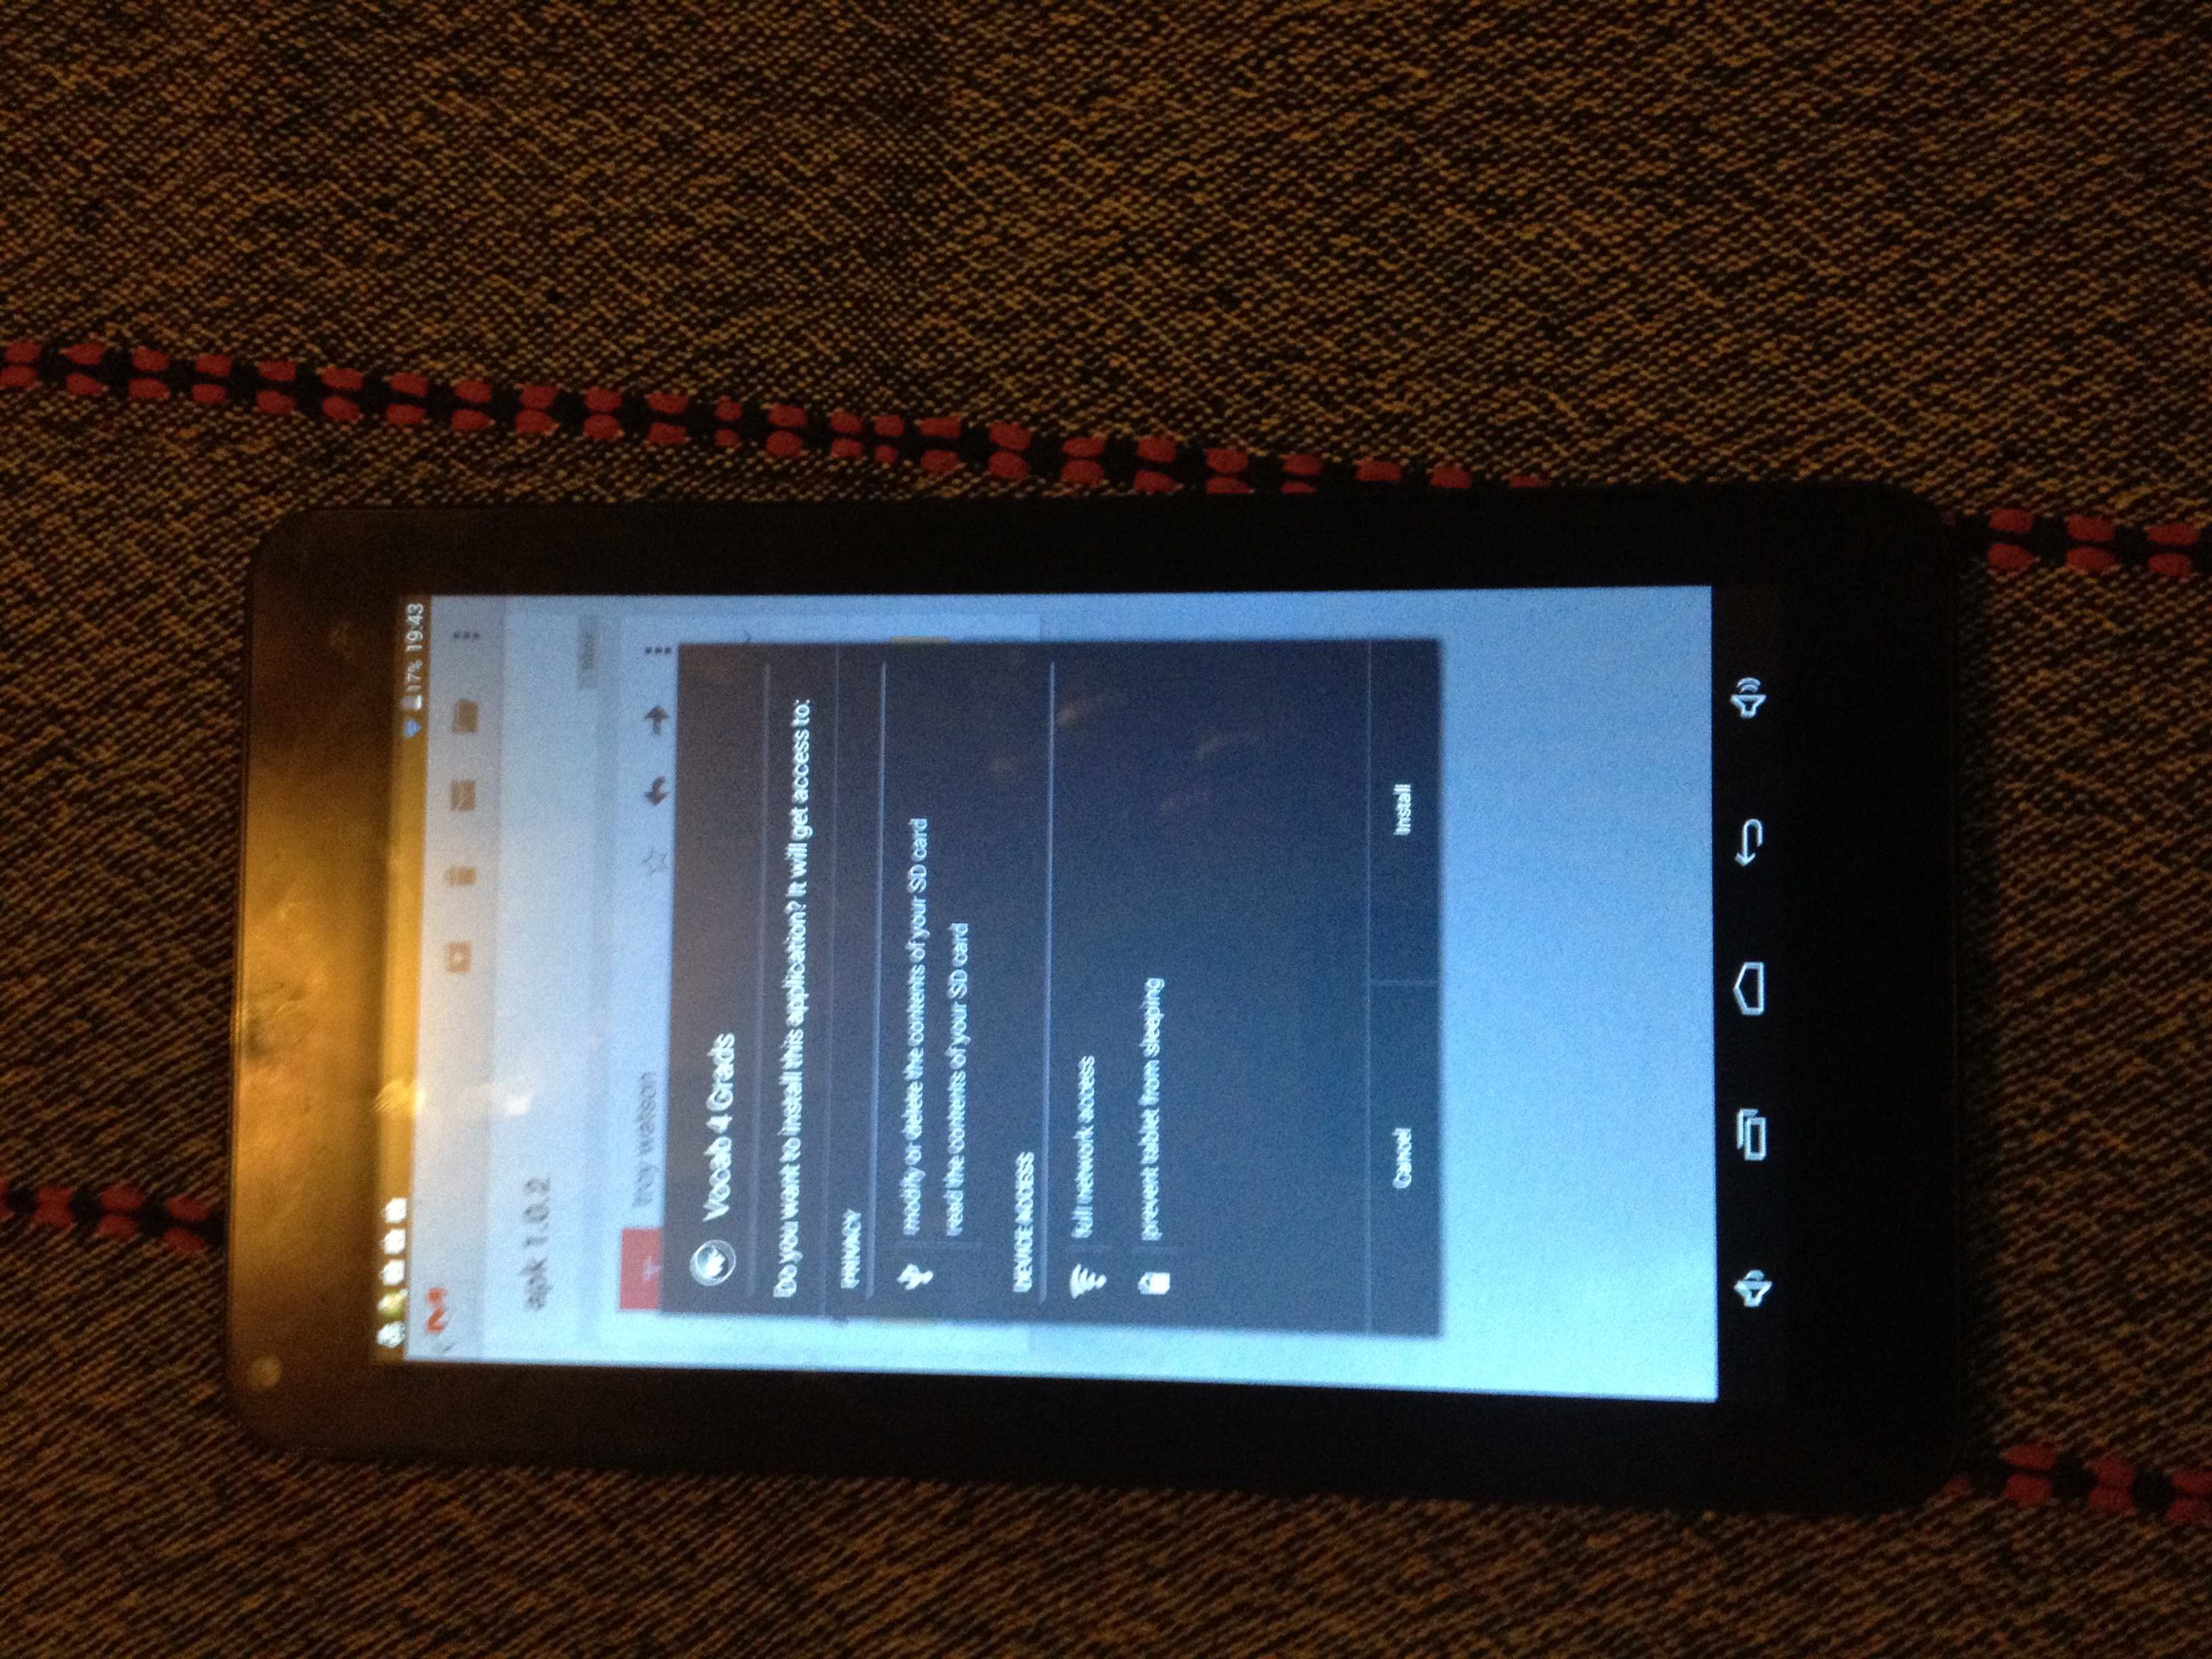 17% 19:43
apk 1.0.2
Inbox
T
Vocab 4 Grads
Do you want to install this application? It will get access to:
PRIVACY
modify or delete the contents of your SD card
read the contents of your SD card
DEVICE ACCESS
full network access
prevent tablet from sleeping
Cancel
Install